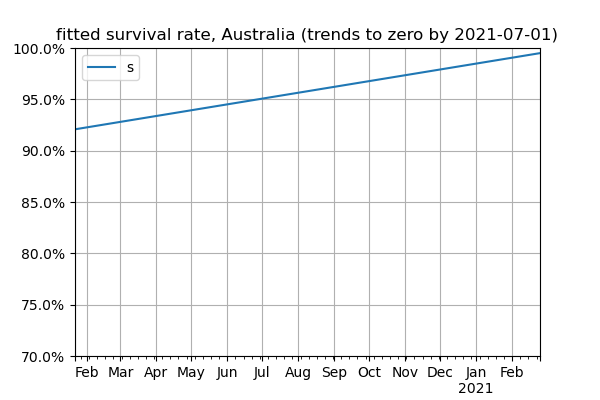 fitted survival rate, Australia (trends to zero by 2021-07-01)
100.0%
s
95.0%
90.0%
85.0%
80.0%
75.0%
70.0%
Feb Mar Apr May Jun Jul Aug Sep Oct Nov Dec Jan Feb
2021